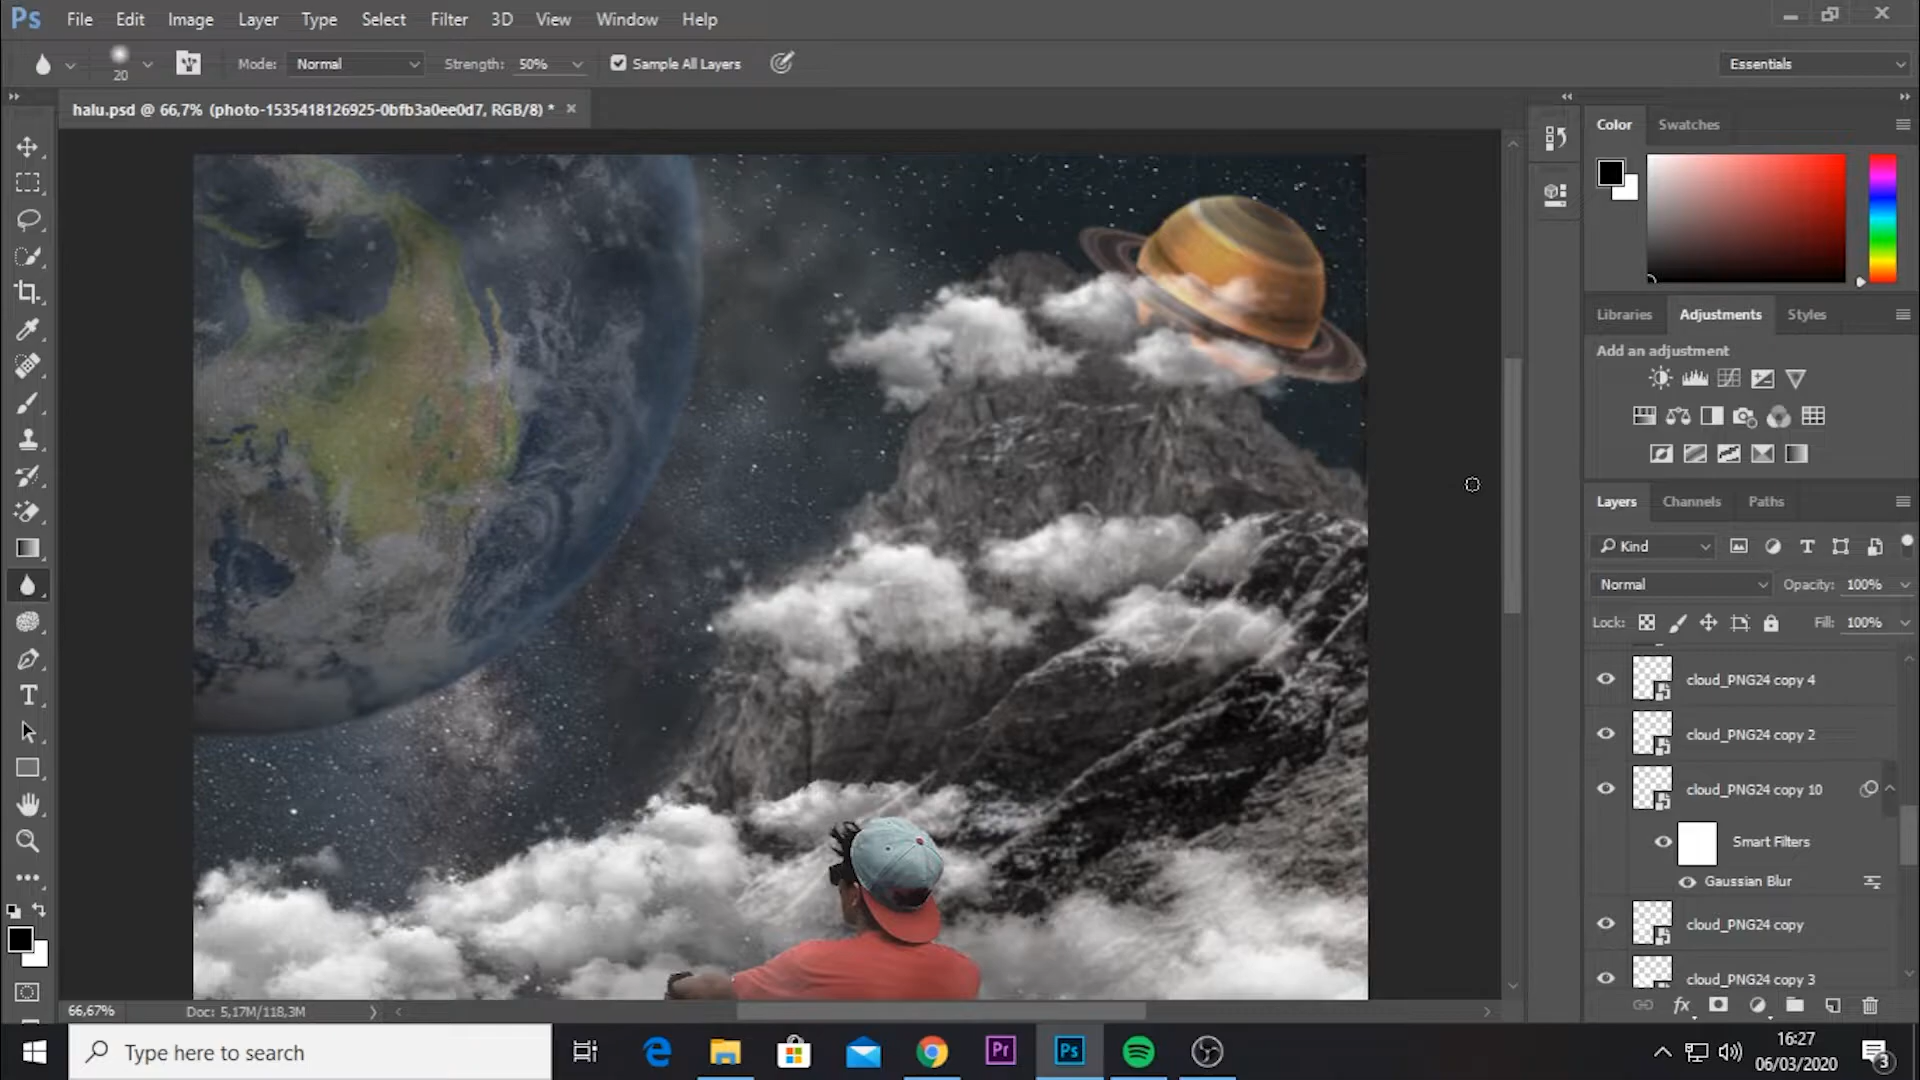 Ps File Edit Image Layer Type Select Filter 3D View Window Help
20 Mode: Normal Strength: 50% Sample All Layers Essentials
halu.psd @ 66,7% (photo-1535418126925-0bfb3a0ee0d7, RGB/8) *
Color Swatches
Libraries Adjustments Styles
Add an adjustment
Layers Channels Paths
Kind
Normal Opacity: 100%
Lock: Fill: 100%
cloud_PNG24 copy 4
cloud_PNG24 copy 2
cloud_PNG24 copy 10
Smart Filters
Gaussian Blur
cloud_PNG24 copy
cloud_PNG24 copy 3
fx
66,67% Doc: 5,17M/118,3M
Type here to search
Pr
Ps
16:27
06/03/2020
3